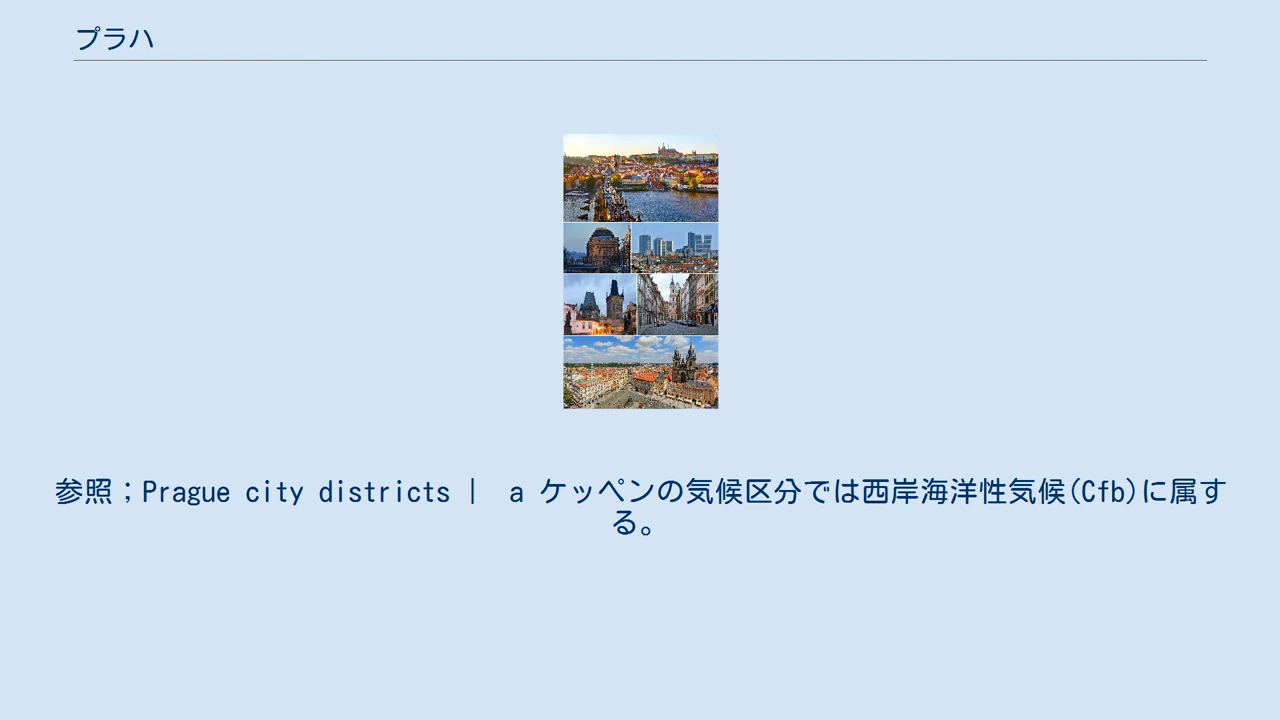 プラハ
参照；Prague city districts |  a ケッペンの気候区分では西岸海洋性気候(Cfb)に属す
る。